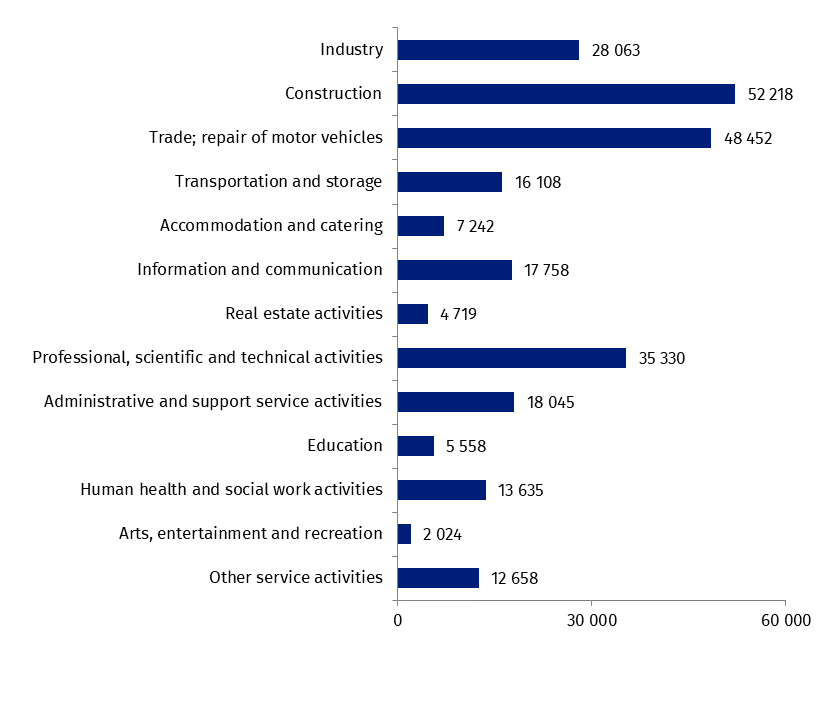 Industry 28 063
Construction 52 218
Trade; repair of motor vehicles 48 452
Transportation and storage 16 108
Accommodation and catering 7 242
Information and communication 17 758
Real estate activities 4 719
Professional, scientific and technical activities 35 330
Administrative and support service activities 18 045
Education 5 558
Human health and social work activities 13 635
Arts, entertainment and recreation 2 024
Other service activities 12 658
0 30 000 60 000